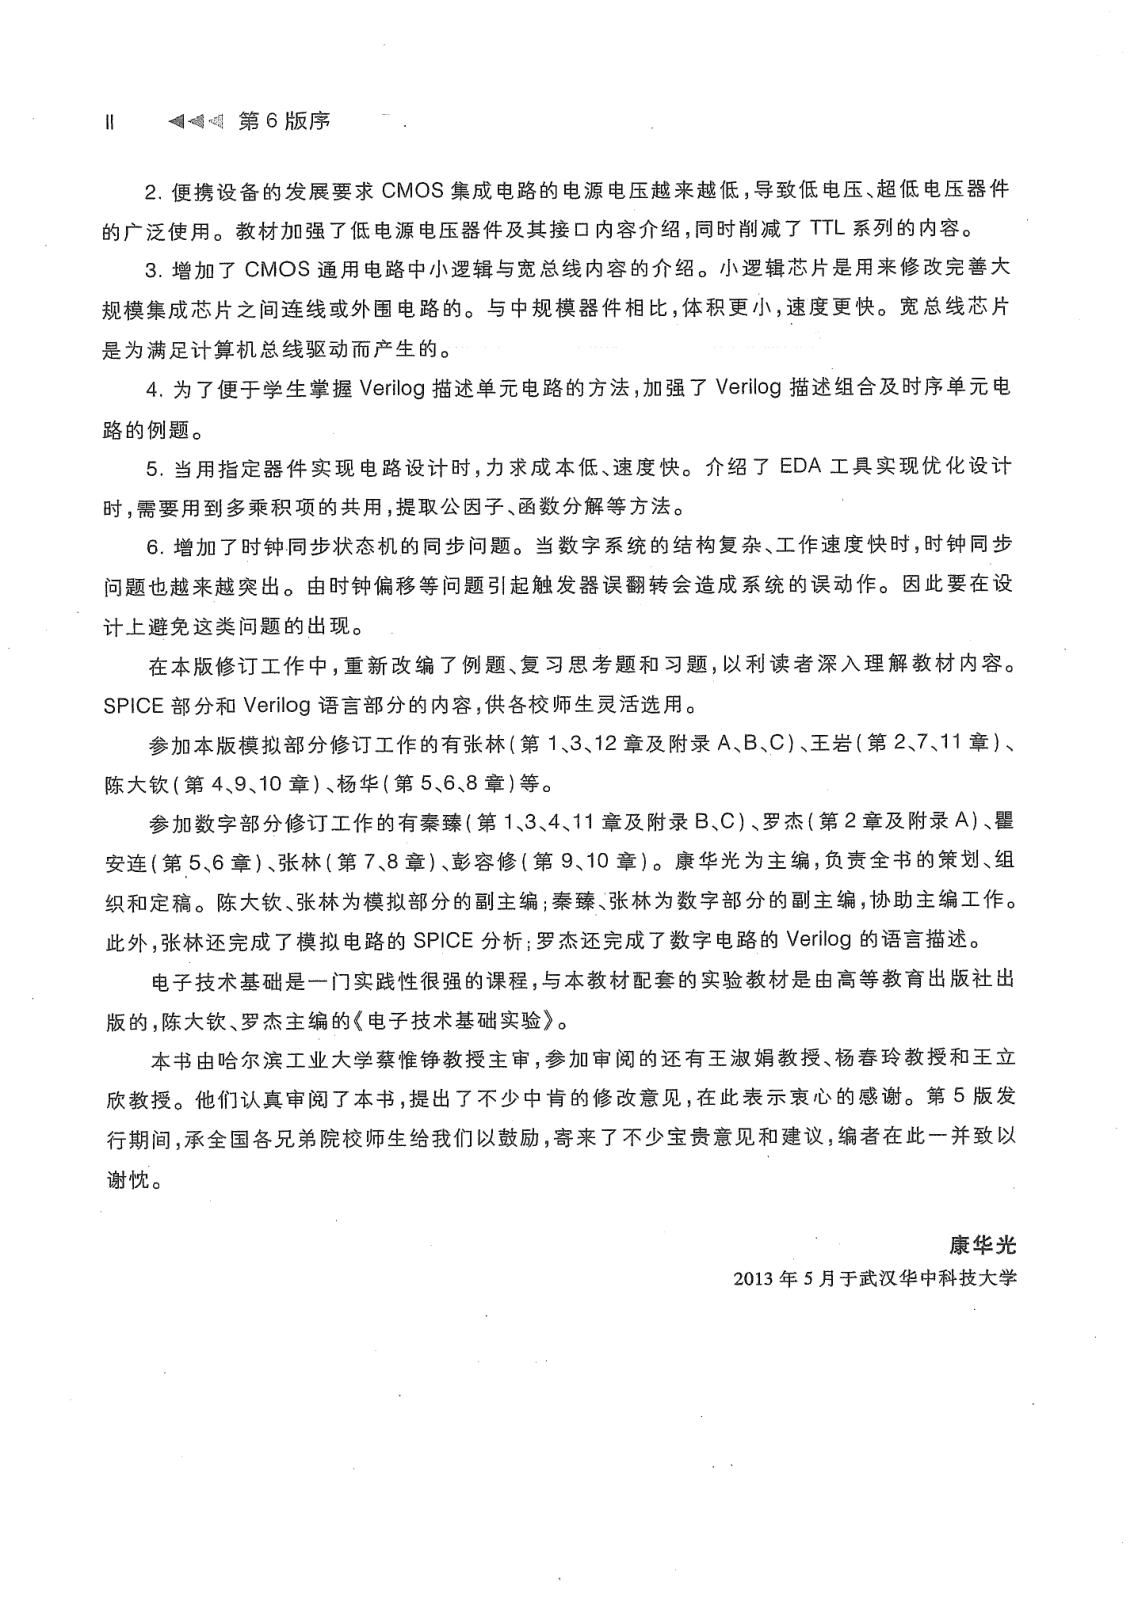 II ◀◀◀ 第 6 版序
2. 便携设备的发展要求 CMOS 集成电路的电源电压越来越低,导致低电压、超低电压器件
的广泛使用。教材加强了低电源电压器件及其接口内容介绍,同时削减了 TTL 系列的内容。
3. 增加了 CMOS 通用电路中小逻辑与宽总线内容的介绍。小逻辑芯片是用来修改完善大
规模集成芯片之间连线或外围电路的。与中规模器件相比,体积更小,速度更快。宽总线芯片
是为满足计算机总线驱动而产生的。
4. 为了便于学生掌握 Verilog 描述单元电路的方法,加强了 Verilog 描述组合及时序单元电
路的例题。
5. 当用指定器件实现电路设计时,力求成本低、速度快。介绍了 EDA 工具实现优化设计
时,需要用到多乘积项的共用,提取公因子、函数分解等方法。
6. 增加了时钟同步状态机的同步问题。当数字系统的结构复杂、工作速度快时,时钟同步
问题也越来越突出。由时钟偏移等问题引起触发器误翻转会造成系统的误动作。因此要在设
计上避免这类问题的出现。
在本版修订工作中,重新改编了例题、复习思考题和习题,以利读者深入理解教材内容。
SPICE 部分和 Verilog 语言部分的内容,供各校师生灵活选用。
参加本版模拟部分修订工作的有张林(第 1、3、12 章及附录 A、B、C)、王岩(第 2、7、11 章)、
陈大钦(第 4、9、10 章)、杨华(第 5、6、8 章)等。
参加数字部分修订工作的有秦臻(第 1、3、4、11 章及附录 B、C)、罗杰(第 2 章及附录 A)、瞿
安连(第 5、6 章)、张林(第 7、8 章)、彭容修(第 9、10 章)。康华光为主编,负责全书的策划、组
织和定稿。陈大钦、张林为模拟部分的副主编;秦臻、张林为数字部分的副主编,协助主编工作。
此外,张林还完成了模拟电路的 SPICE 分析;罗杰还完成了数字电路的 Verilog 的语言描述。
电子技术基础是一门实践性很强的课程,与本教材配套的实验教材是由高等教育出版社出
版的,陈大钦、罗杰主编的《电子技术基础实验》。
本书由哈尔滨工业大学蔡惟铮教授主审,参加审阅的还有王淑娟教授、杨春玲教授和王立
欣教授。他们认真审阅了本书,提出了不少中肯的修改意见,在此表示衷心的感谢。第 5 版发
行期间,承全国各兄弟院校师生给我们以鼓励,寄来了不少宝贵意见和建议,编者在此一并致以
谢忱。
康华光
2013 年 5 月于武汉华中科技大学